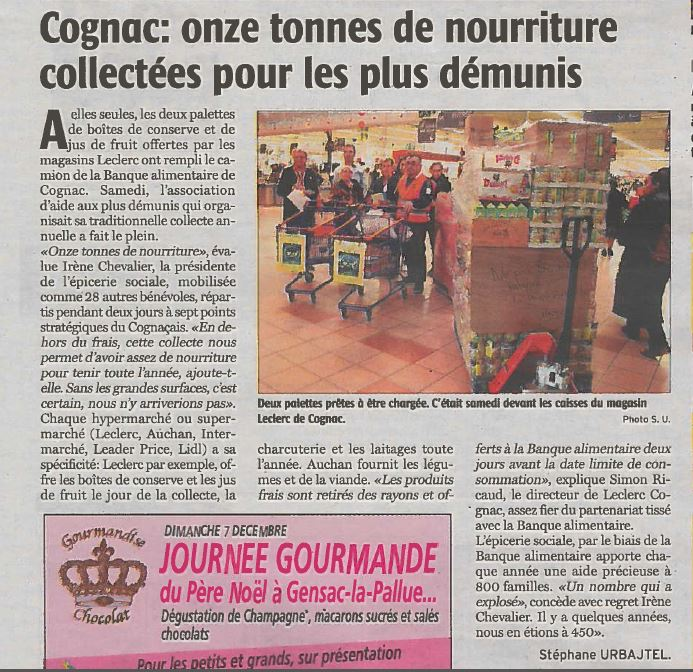 Cognac: onze tonnes de nourriture
collectées pour les plus démunis
A elles seules, les deux palettes
de boîtes de conserve et de
jus de fruit offertes par les
magasins Leclerc ont rempli le ca-
mion de la Banque alimentaire de
Cognac. Samedi, l'association
d'aide aux plus démunis qui or-
ganisait sa traditionnelle collecte an-
nuelle a fait le plein.
«Onze tonnes de nourriture», éva-
lue Irène Chevalier, la présidente
de l'épicerie sociale, mobilisée
comme 28 autres bénévoles, répar-
tis pendant deux jours à sept points
stratégiques du Cognaçais. «En de-
hors du frais, cette collecte nous
permet d'avoir assez de nourriture
pour tenir toute l'année, ajoute-t-
elle. Sans les grandes surfaces, c'est
certain, nous n'y arriverions pas».
Chaque hypermarché ou super-
marché (Leclerc, Auchan, Inter-
marché, Leader Price, Lidl) a sa
spécificité: Leclerc par exemple, of-
fre les boîtes de conserve et les jus
de fruit le jour de la collecte, la
Deux palettes prêtes à être chargée. C'était samedi devant les caisses du magasin
Leclerc de Cognac.
Photo S. U.
charcuterie et les laitages toute
l'année. Auchan fournit les légu-
mes et de la viande. «Les produits
frais sont retirés des rayons et of-
ferts à la Banque alimentaire deux
jours avant la date limite de con-
sommation», explique Simon Ri-
caud, le directeur de Leclerc Co-
gnac, assez fier du partenariat tissé
avec la Banque alimentaire.
L'épicerie sociale, par le biais de la
Banque alimentaire apporte cha-
que année une aide précieuse à
800 familles. «Un nombre qui a
explosé», concède avec regret Irène
Chevalier. Il y a quelques années,
nous en étions à 450».
Stéphane URBAJTEL.
Gourmandise
Chocolat
DIMANCHE 7 DECEMBRE
JOURNEE GOURMANDE
du Père Noël à Gensac-la-Pallue...
Dégustation de Champagne*, macarons sucrés et salés
chocolats
Pour les petits et grands, sur présentation